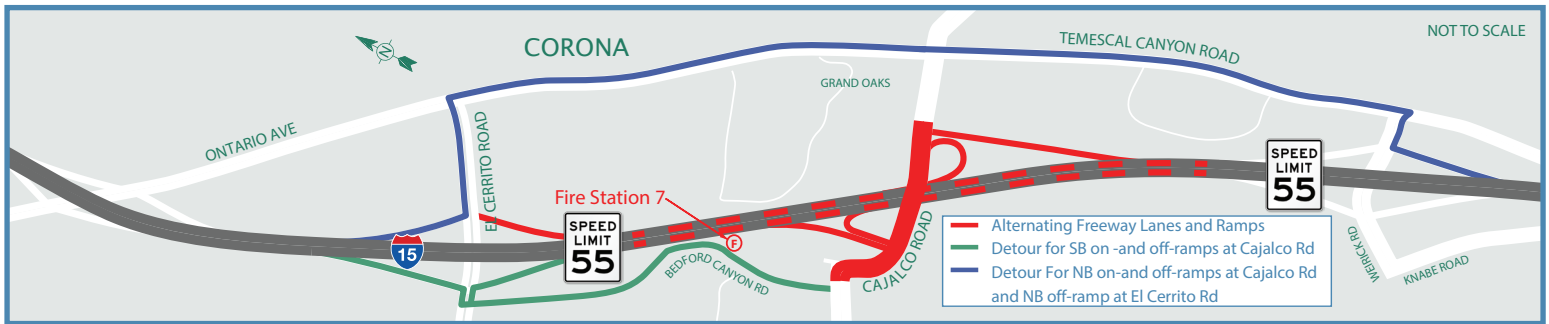 CORONA
N
TEMESCAL CANYON ROAD
NOT TO SCALE
GRAND OAKS
ONTARIO AVE
EL CERRITO ROAD
Fire Station 7
F
15
SPEED
LIMIT
55
SPEED
LIMIT
55
BEDFORD CANYON RD
CAJALCO ROAD
WEIRICK RD
KNABE ROAD
Alternating Freeway Lanes and Ramps
Detour for SB on -and off-ramps at Cajalco Rd
Detour For NB on-and off-ramps at Cajalco Rd
and NB off-ramp at El Cerrito Rd